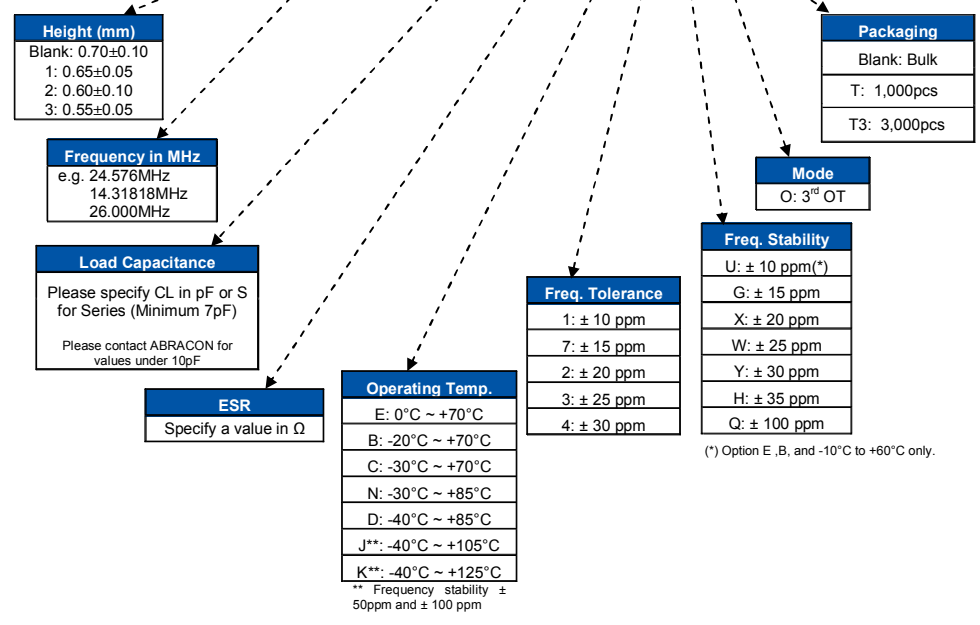 Height (mm)
Blank: 0.70±0.10
1: 0.65±0.05
2: 0.60±0.10
3: 0.55±0.05
Packaging
Blank: Bulk
T: 1,000pcs
T3: 3,000pcs
Frequency in MHz
e.g. 24.576MHz
14.31818MHz
26.000MHz
Mode
O: 3rd OT
Load Capacitance
Please specify CL in pF or S
for Series (Minimum 7pF)
Please contact ABRACON for
values under 10pF
Freq. Stability
U: ± 10 ppm(*)
G: ± 15 ppm
X: ± 20 ppm
W: ± 25 ppm
Y: ± 30 ppm
H: ± 35 ppm
Q: ± 100 ppm
(*) Option E ,B, and -10°C to +60°C only.
Freq. Tolerance
1: ± 10 ppm
7: ± 15 ppm
2: ± 20 ppm
3: ± 25 ppm
4: ± 30 ppm
ESR
Specify a value in Ω
Operating Temp.
E: 0°C ~ +70°C
B: -20°C ~ +70°C
C: -30°C ~ +70°C
N: -30°C ~ +85°C
D: -40°C ~ +85°C
J**: -40°C ~ +105°C
K**: -40°C ~ +125°C
** Frequency stability ±
50ppm and ± 100 ppm